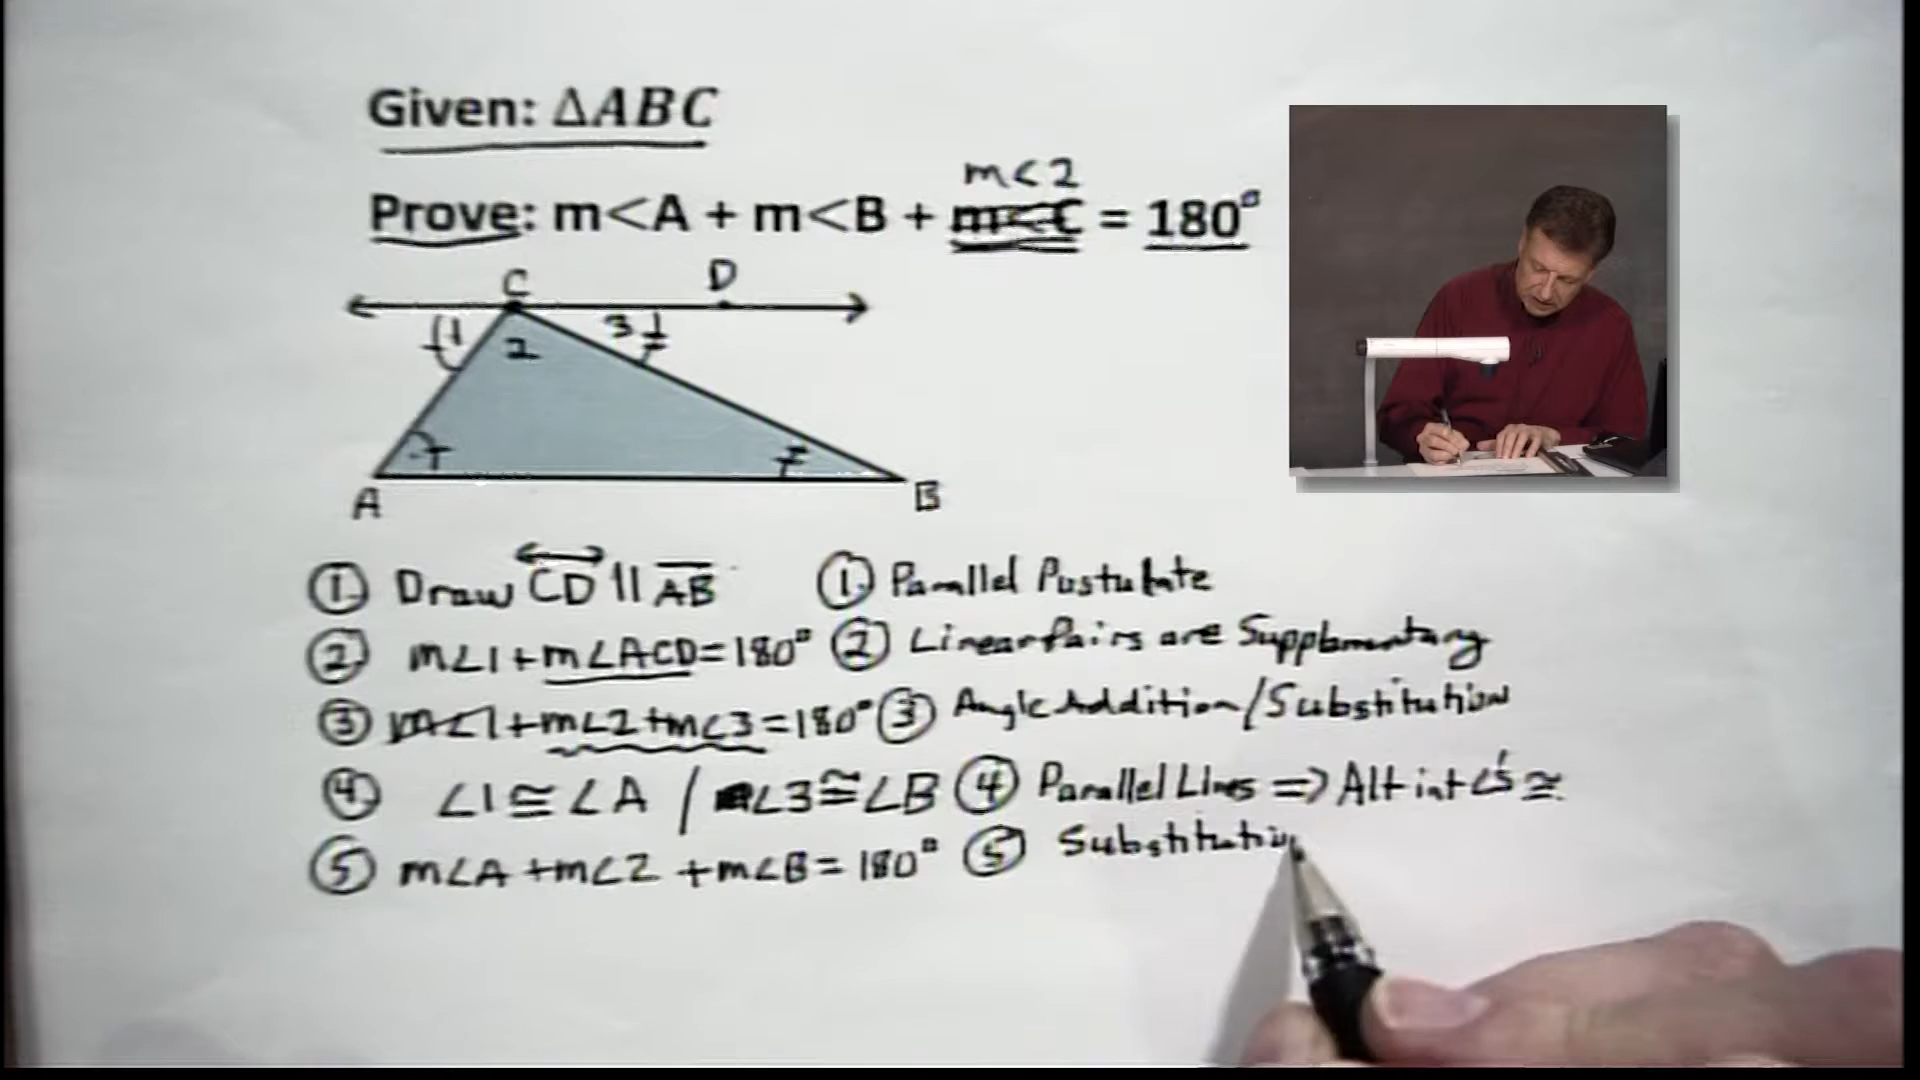 Given: ΔABC
m<2
Prove: m<A + m<B + m<C = 180°
C D
1 2 3
A B
① Draw CD || AB ① Parallel Postulate
② m∠1 + m∠ACD = 180° ② Linear Pairs are Supplementary
③ m∠1 + m∠2 + m∠3 = 180° ③ Angle Addition / Substitution
④ ∠1 ≅ ∠A / ∠3 ≅ ∠B ④ Parallel Lines => Alt int ∠'s ≅
⑤ m∠A + m∠2 + m∠B = 180° ⑤ Substitution